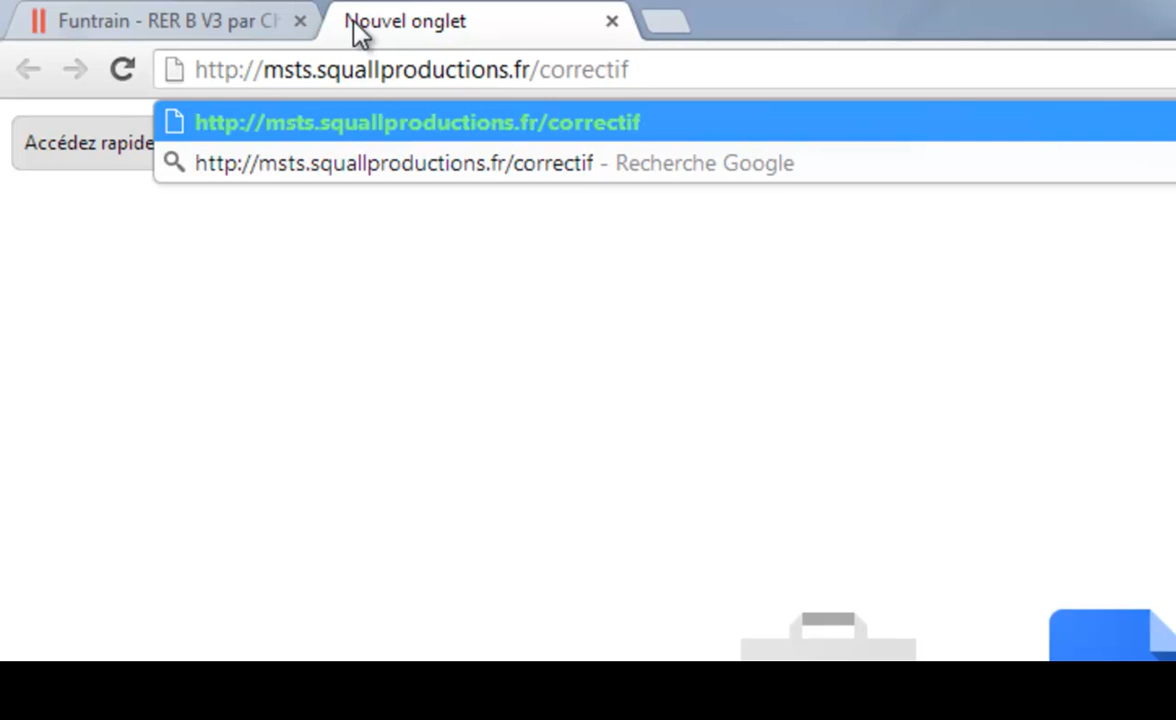 Funtrain - RER B V3 par Ch
Nouvel onglet
http://msts.squallproductions.fr/correctif
http://msts.squallproductions.fr/correctif
http://msts.squallproductions.fr/correctif - Recherche Google
Accédez rapide